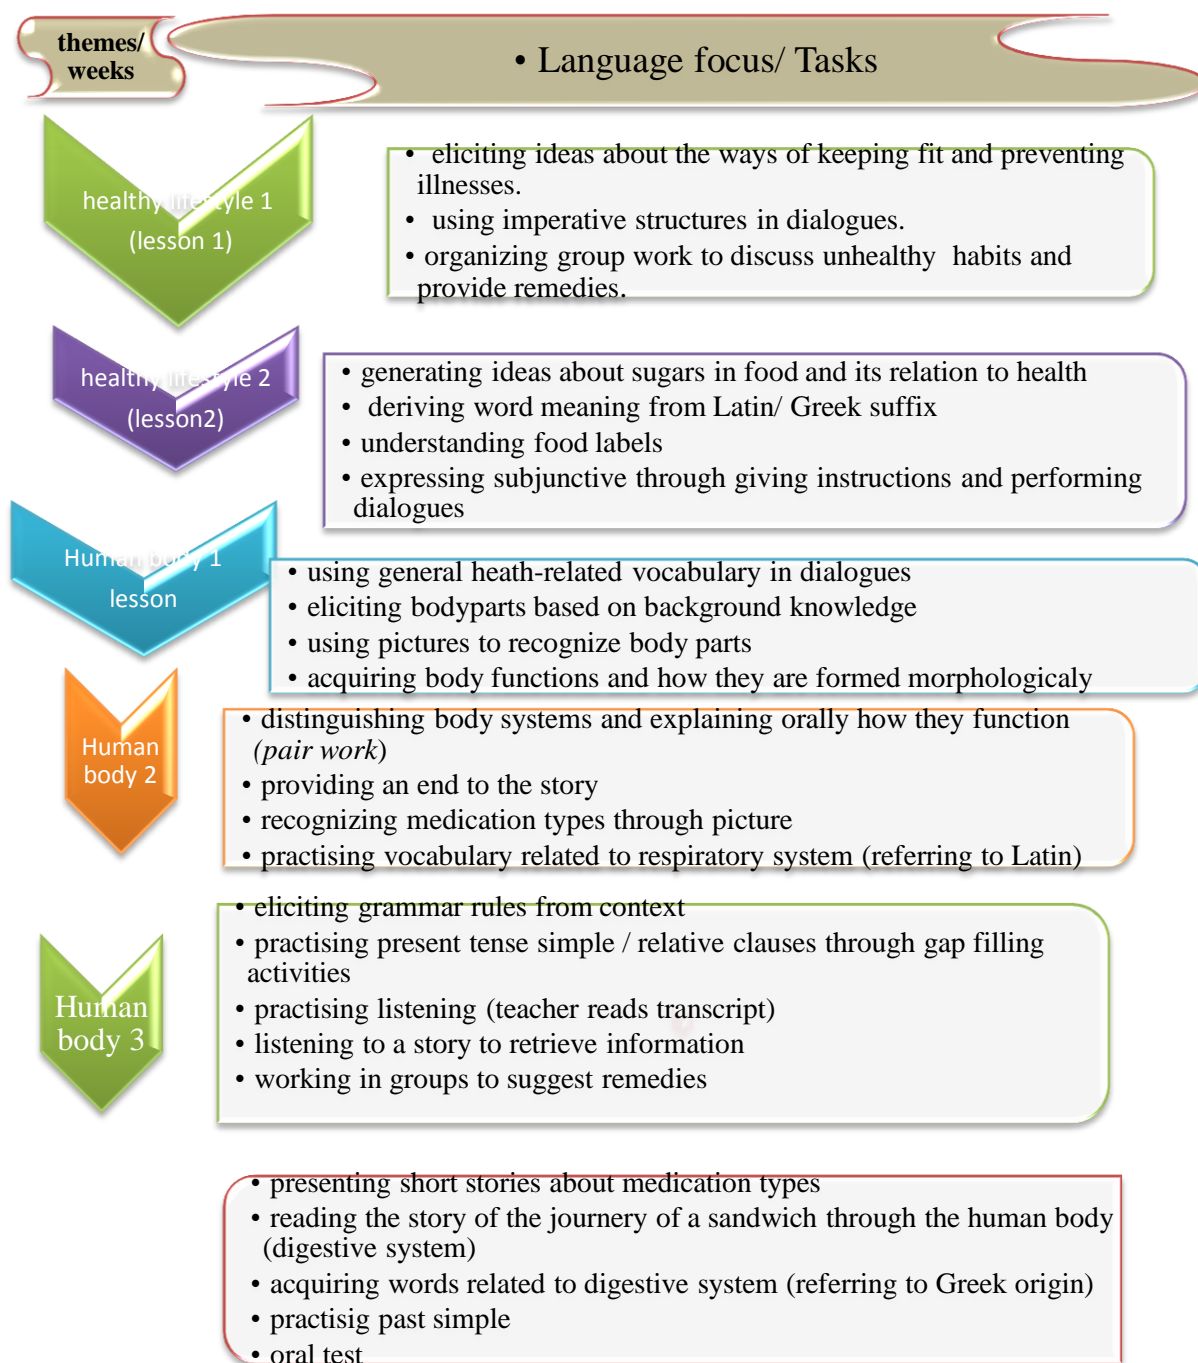 themes/
weeks
• Language focus/ Tasks
healthy lifestyle 1
(lesson 1)
• eliciting ideas about the ways of keeping fit and preventing
illnesses.
• using imperative structures in dialogues.
• organizing group work to discuss unhealthy habits and
provide remedies.
healthy lifestyle 2
(lesson2)
• generating ideas about sugars in food and its relation to health
• deriving word meaning from Latin/ Greek suffix
• understanding food labels
• expressing subjunctive through giving instructions and performing
dialogues
Human body 1
lesson
• using general heath-related vocabulary in dialogues
• eliciting bodyparts based on background knowledge
• using pictures to recognize body parts
• acquiring body functions and how they are formed morphologicaly
Human
body 2
• distinguishing body systems and explaining orally how they function
(pair work)
• providing an end to the story
• recognizing medication types through picture
• practising vocabulary related to respiratory system (referring to Latin)
Human
body 3
• eliciting grammar rules from context
• practising present tense simple / relative clauses through gap filling
activities
• practising listening (teacher reads transcript)
• listening to a story to retrieve information
• working in groups to suggest remedies
• presenting short stories about medication types
• reading the story of the journery of a sandwich through the human body
(digestive system)
• acquiring words related to digestive system (referring to Greek origin)
• practisig past simple
• oral test